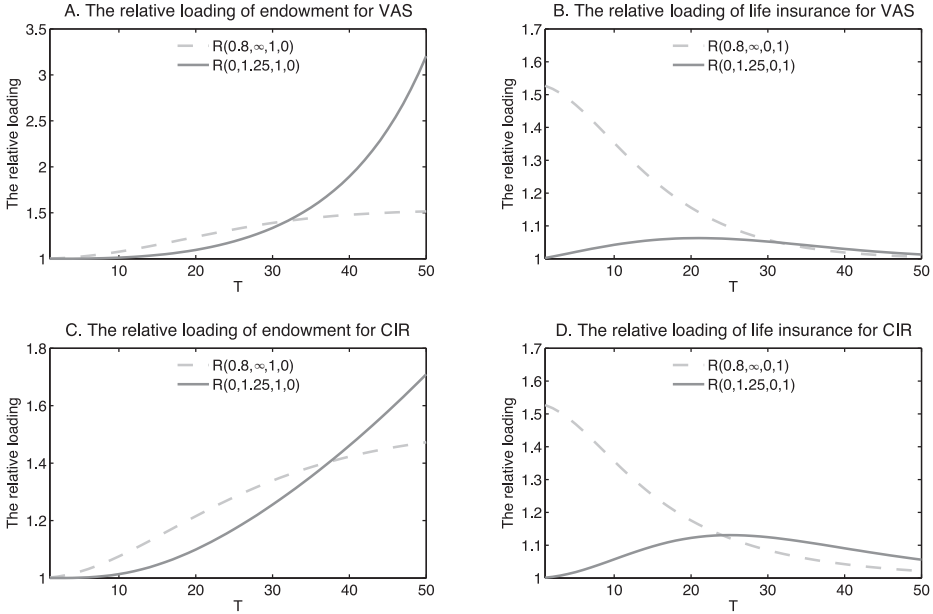 A. The relative loading of endowment for VAS
3.5
3
2.5
2
1.5
1
The relative loading
R(0.8,∞,1,0)
R(0,1.25,1,0)
10
20
30
40
50
T
B. The relative loading of life insurance for VAS
1.7
1.6
1.5
1.4
1.3
1.2
1.1
1
The relative loading
R(0.8,∞,0,1)
R(0,1.25,0,1)
10
20
30
40
50
T
C. The relative loading of endowment for CIR
1.8
1.6
1.4
1.2
1
The relative loading
R(0.8,∞,1,0)
R(0,1.25,1,0)
10
20
30
40
50
T
D. The relative loading of life insurance for CIR
1.7
1.6
1.5
1.4
1.3
1.2
1.1
1
The relative loading
R(0.8,∞,0,1)
R(0,1.25,0,1)
10
20
30
40
50
T